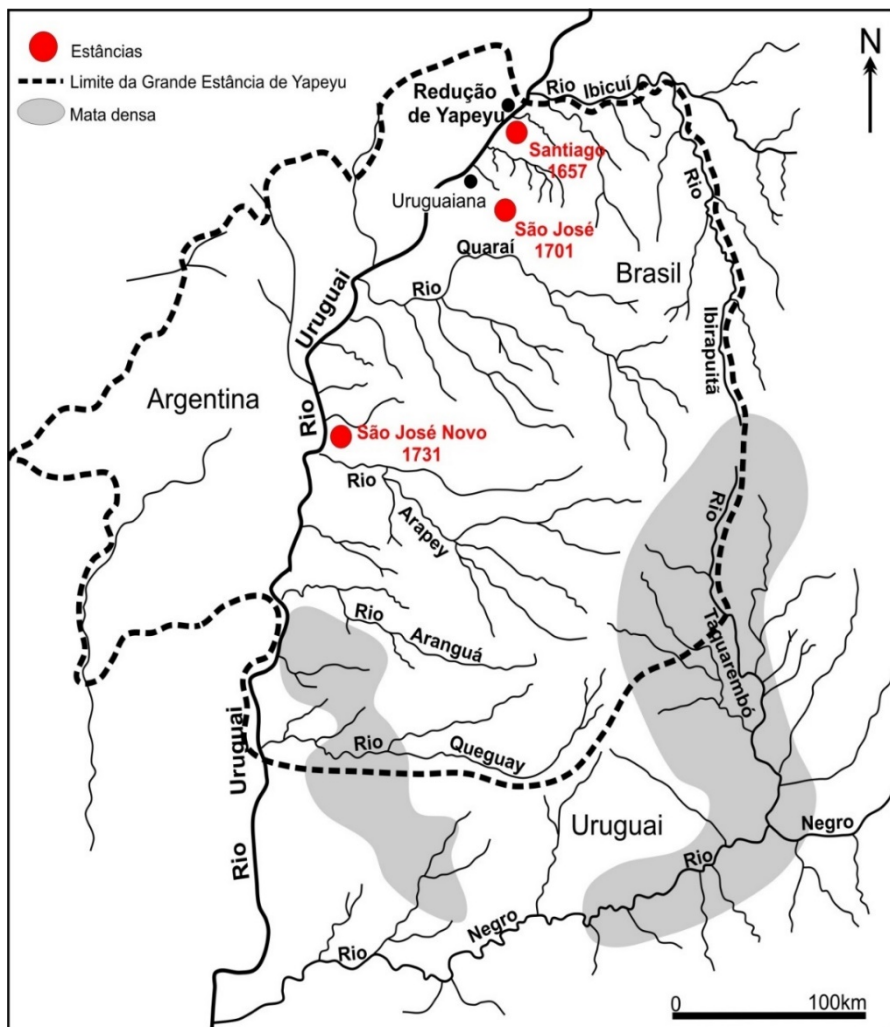 Estâncias
Limite da Grande Estância de Yapeyu
Mata densa
N
Redução
de Yapeyu
Rio
Ibicuí
Santiago
1657
Uruguaiana
São José
1701
Quaraí
Rio
Brasil
Rio
Ibirapuitã
Uruguai
Rio
Argentina
São José Novo
1731
Rio
Arapey
Rio
Taquarembó
Rio
Aranguá
Uruguai
Rio
Rio
Queguay
Uruguai
Rio
Negro
Rio
Negro
0
100km